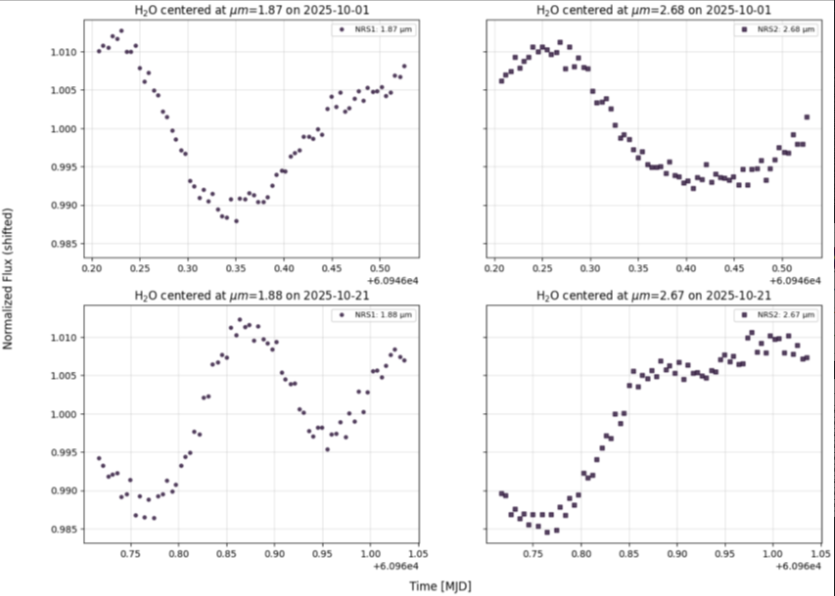 H₂O centered at μm=1.87 on 2025-10-01
H₂O centered at μm=2.68 on 2025-10-01
NRS1: 1.87 μm
NRS2: 2.68 μm
1.010
1.005
1.000
0.995
0.990
0.985
0.20 0.25 0.30 0.35 0.40 0.45 0.50
+6.0946e4
0.20 0.25 0.30 0.35 0.40 0.45 0.50
+6.0946e4
Normalized Flux (shifted)
H₂O centered at μm=1.88 on 2025-10-21
H₂O centered at μm=2.67 on 2025-10-21
NRS1: 1.88 μm
NRS2: 2.67 μm
1.010
1.005
1.000
0.995
0.990
0.985
0.75 0.80 0.85 0.90 0.95 1.00 1.05
+6.096e4
0.75 0.80 0.85 0.90 0.95 1.00 1.05
+6.096e4
Time [MJD]